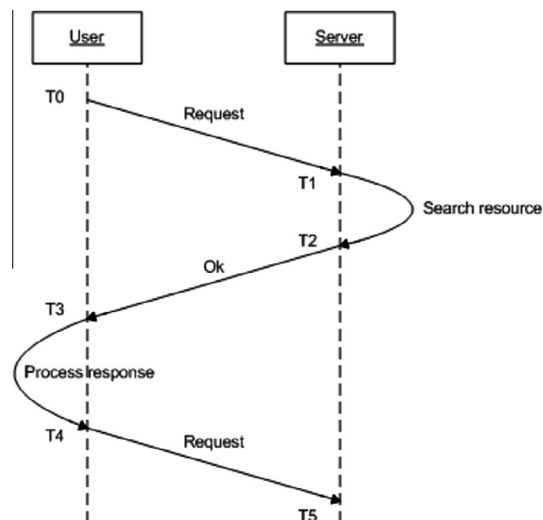 User
Server
T0
Request
T1
Search resource
T2
Ok
T3
Process response
T4
Request
T5